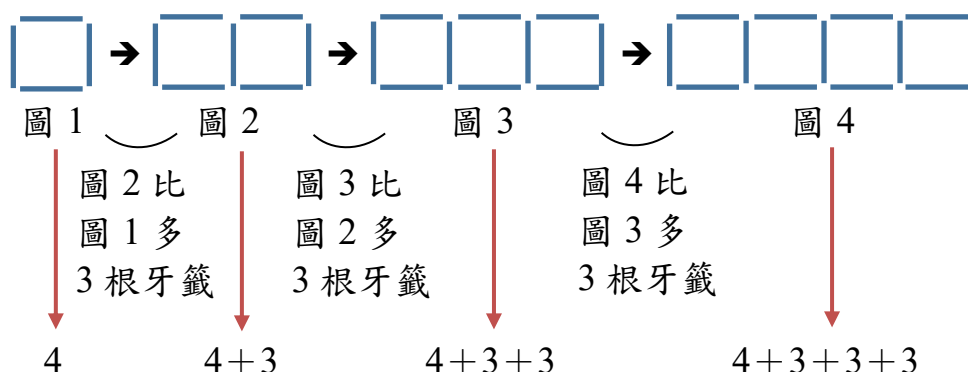 圖 1
圖 2
圖 3
圖 4
圖 2 比
圖 1 多
3 根牙籤
圖 3 比
圖 2 多
3 根牙籤
圖 4 比
圖 3 多
3 根牙籤
4
4＋3
4＋3＋3
4＋3＋3＋3